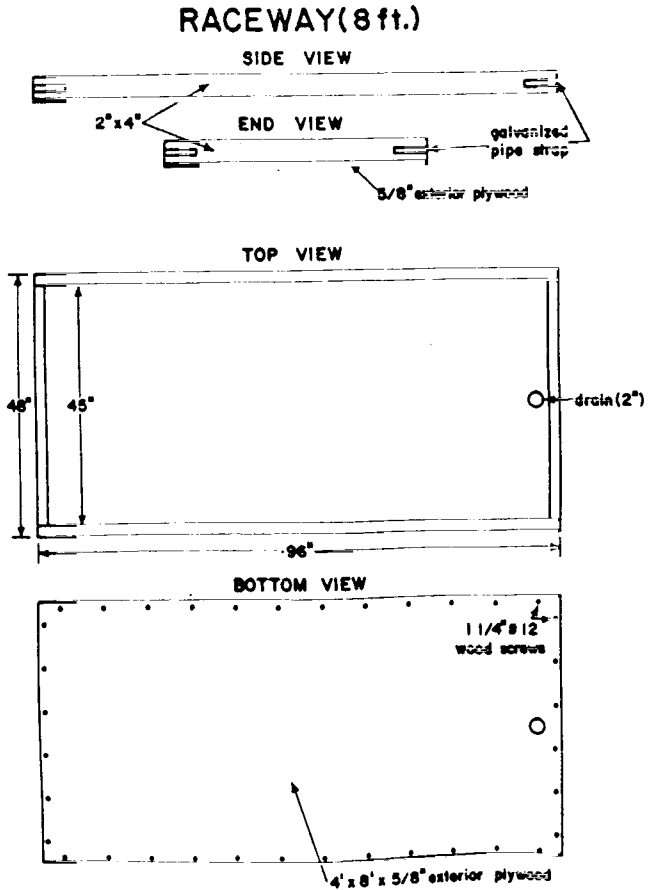 RACEWAY(8 ft.)
SIDE VIEW
2"x4"
END VIEW
galvanized
pipe strap
5/8" exterior plywood
TOP VIEW
48"
45"
drain(2")
96"
BOTTOM VIEW
1 1/4" #12
wood screws
4' x 8' x 5/8" exterior plywood